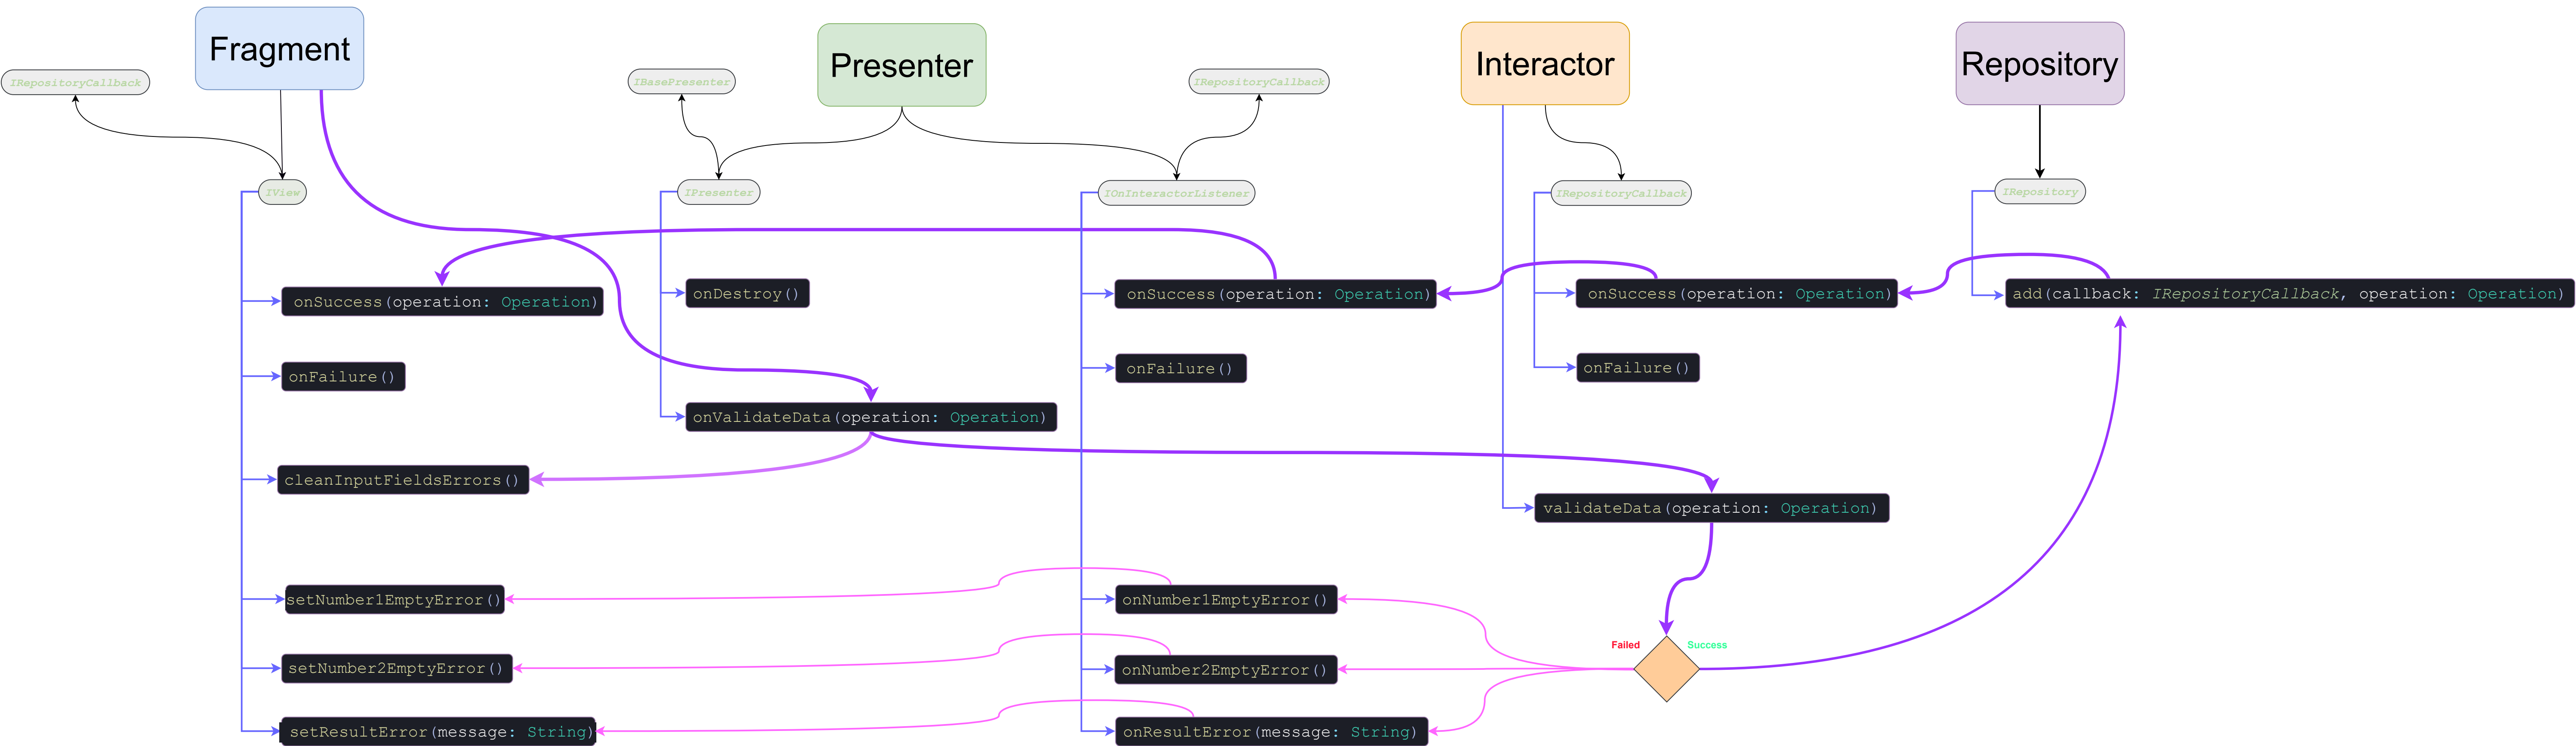 Fragment
Presenter
Interactor
Repository
IRepositoryCallback
IBasePresenter
IRepositoryCallback
IView
IPresenter
IOnInteractorListener
IRepositoryCallback
IRepository
onSuccess(operation: Operation)
onDestroy()
onSuccess(operation: Operation)
onSuccess(operation: Operation)
add(callback: IRepositoryCallback, operation: Operation)
onFailure()
onFailure()
onFailure()
onValidateData(operation: Operation)
cleanInputFieldsErrors()
validateData(operation: Operation)
setNumber1EmptyError()
onNumber1EmptyError()
Failed
Success
setNumber2EmptyError()
onNumber2EmptyError()
setResultError(message: String)
onResultError(message: String)